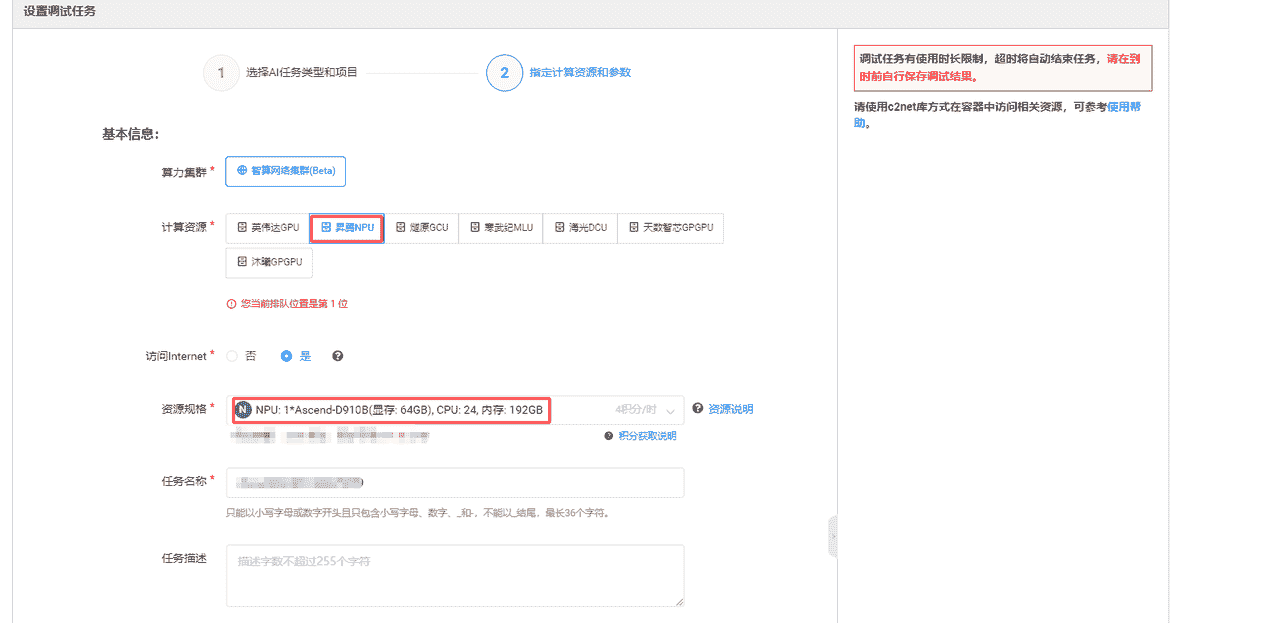 设置调试任务
1 选择AI任务类型和项目 2 指定计算资源和参数
基本信息：
算力集群* 智算网络集群(Beta)
计算资源* 英伟达GPU 昇腾NPU 燧原GCU 寒武纪MLU 海光DCU 天数智芯GPGPU
沐曦GPGPU
您当前排队位置是第 1 位
访问Internet* 否 是
资源规格* NPU: 1*Ascend-D910B(显存: 64GB), CPU: 24, 内存: 192GB 4积分/时 资源说明
积分获取说明
任务名称*
只能以小写字母或数字开头且只包含小写字母、数字、_和-，不能以_结尾，最长36个字符。
任务描述 描述字数不超过255个字符
调试任务有使用时长限制，超时将自动结束任务，请在到
时前自行保存调试结果。
请使用c2net库方式在容器中访问相关资源，可参考使用帮
助。